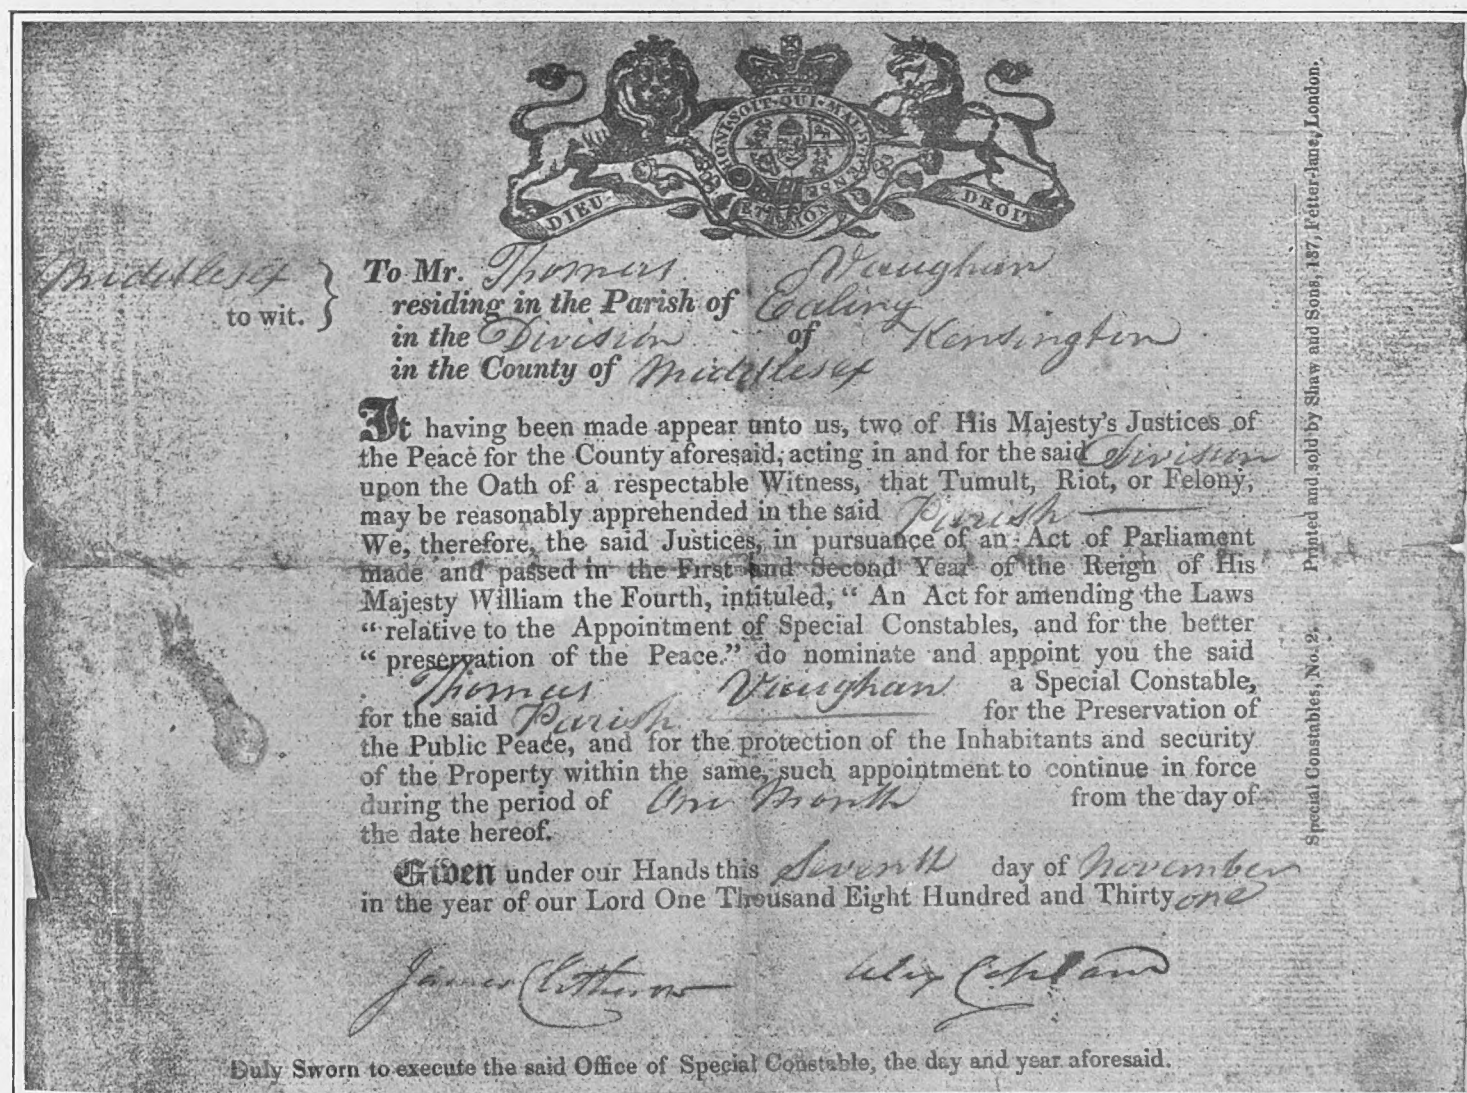 HONI·SOIT·QUI·MAL·Y·PENSE
DIEU· ET·MON DROIT
Middlesex
to wit.
To Mr. Thomas Vaughan
residing in the Parish of Ealing
in the Division of Kensington
in the County of Middlesex
It having been made appear unto us, two of His Majesty's Justices of
the Peace for the County aforesaid, acting in and for the said Division
upon the Oath of a respectable Witness, that Tumult, Riot, or Felony,
may be reasonably apprehended in the said Parish
We, therefore, the said Justices, in pursuance of an Act of Parliament
made and passed in the First and Second Year of the Reign of His
Majesty William the Fourth, intituled, “ An Act for amending the Laws
“ relative to the Appointment of Special Constables, and for the better
“ preservation of the Peace.” do nominate and appoint you the said
Thomas Vaughan a Special Constable,
for the said Parish for the Preservation of
the Public Peace, and for the protection of the Inhabitants and security
of the Property within the same, such appointment to continue in force
during the period of One Month from the day of
the date hereof.
Given under our Hands this Seventh day of November
in the year of our Lord One Thousand Eight Hundred and Thirty one
James Clitherow
Alex Copland
Duly Sworn to execute the said Office of Special Constable, the day and year aforesaid.
Special Constables, No. 2. Printed and sold by Shaw and Sons, 137, Fetter-lane, London.